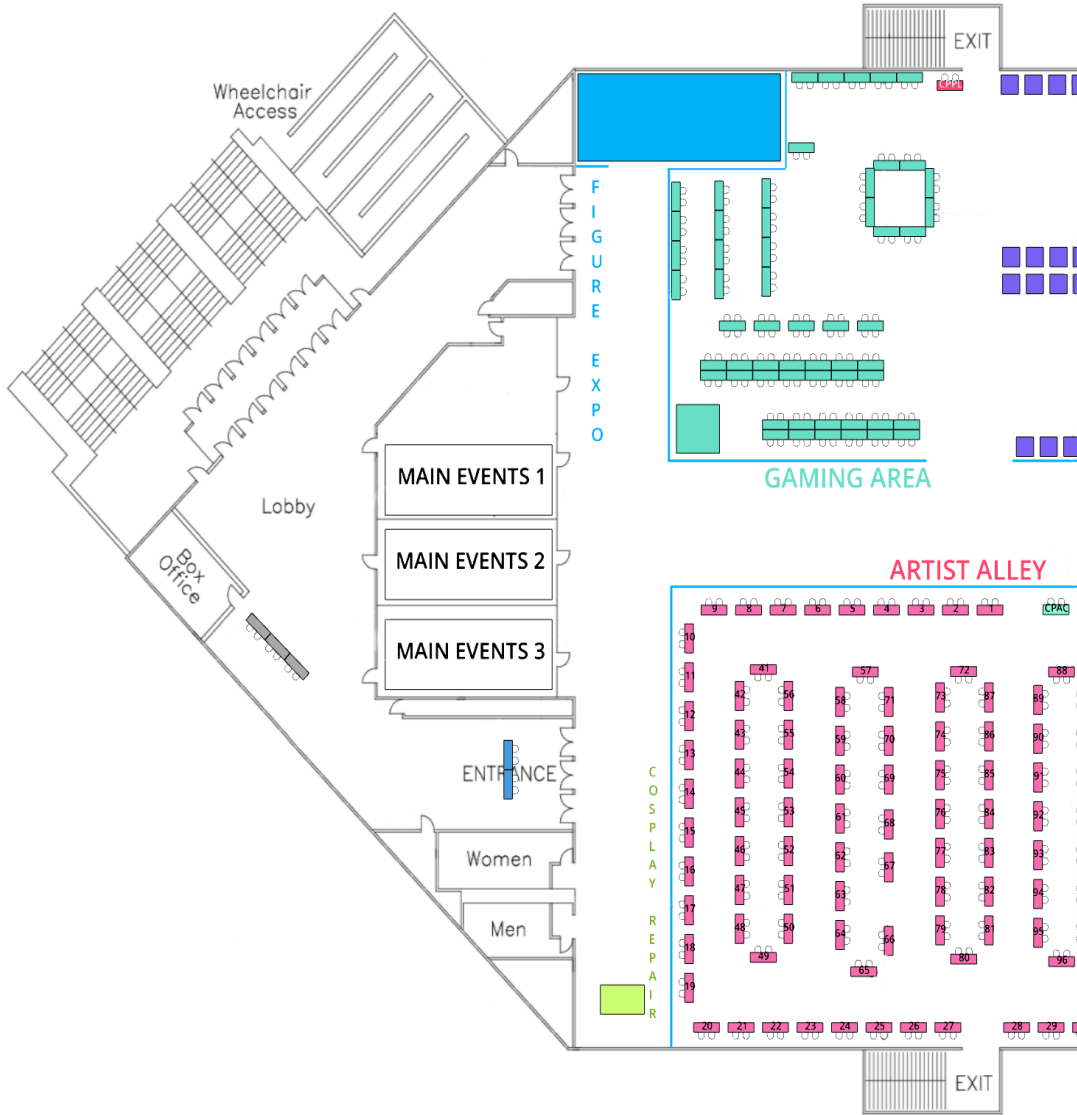 EXIT
Wheelchair
Access
CPPL
FIGURE EXPO
MAIN EVENTS 1
GAMING AREA
Lobby
MAIN EVENTS 2
Box
Office
ARTIST ALLEY
9 8 7 6 5 4 3 2 1 CPAC
MAIN EVENTS 3
10
11
12
13
14
15
16
17
18
19
41
42 56
43 55
44 54
45 53
46 52
47 51
48 50
49
57
58 71
59 70
60 69
61 68
62 67
63
64 66
65
72
73 87
74 86
75 85
76 84
77 83
78 82
79 81
80
88
89
90
91
92
93
94
95
96
ENTRANCE
COSPLAY REPAIR
Women
Men
20 21 22 23 24 25 26 27 28 29
EXIT